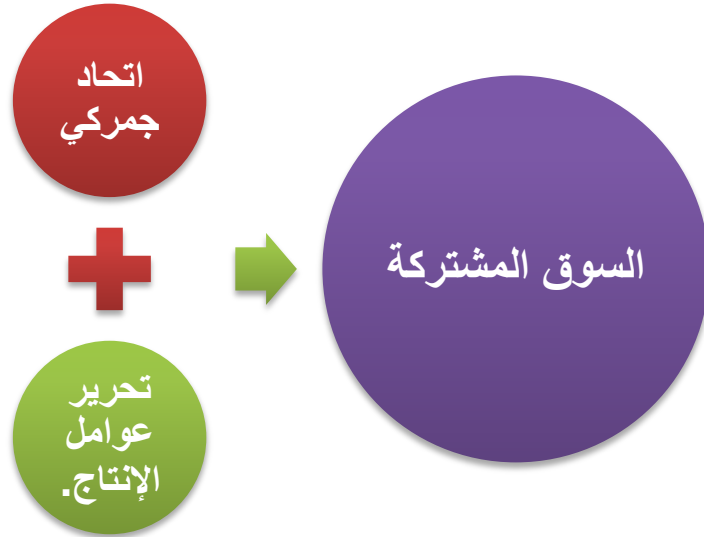 اتحاد
جمركي
تحرير
عوامل
الإنتاج.
السوق المشتركة